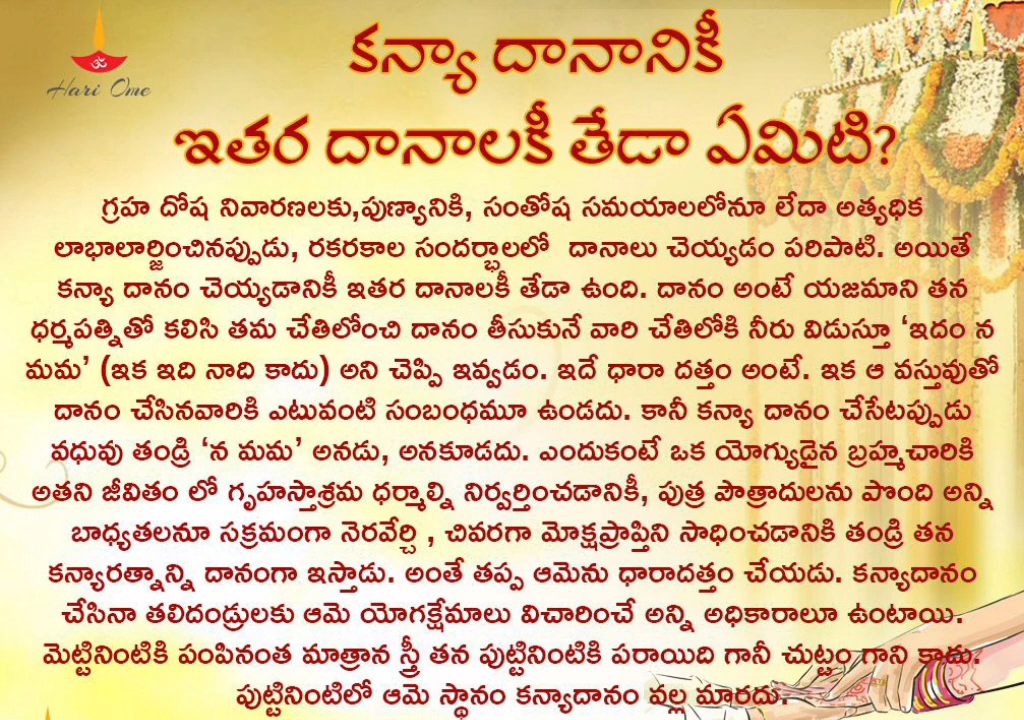 Hari Ome
కన్యా దానానికీ
ఇతర దానాలకీ తేడా ఏమిటి?
గ్రహ దోష నివారణలకు,పుణ్యానికి, సంతోష సమయాలలోనూ లేదా అత్యధిక
లాభాలార్జించినప్పుడు, రకరకాల సందర్భాలలో దానాలు చెయ్యడం పరిపాటి. అయితే
కన్యా దానం చెయ్యడానికీ ఇతర దానాలకీ తేడా ఉంది. దానం అంటే యజమాని తన
ధర్మపత్నితో కలిసి తమ చేతిలోంచి దానం తీసుకునే వారి చేతిలోకి నీరు విడుస్తూ ‘ఇదం న
మమ’ (ఇక ఇది నాది కాదు) అని చెప్పి ఇవ్వడం. ఇదే ధారా దత్తం అంటే. ఇక ఆ వస్తువుతో
దానం చేసినవారికి ఎటువంటి సంబంధమూ ఉండదు. కానీ కన్యా దానం చేసేటప్పుడు
వధువు తండ్రి ‘న మమ’ అనడు, అనకూడదు. ఎందుకంటే ఒక యోగ్యుడైన బ్రహ్మచారికి
అతని జీవితం లో గృహస్తాశ్రమ ధర్మాల్ని నిర్వర్తించడానికీ, పుత్ర పౌత్రాదులను పొంది అన్ని
బాధ్యతలనూ సక్రమంగా నెరవేర్చి , చివరగా మోక్షప్రాప్తిని సాధించడానికి తండ్రి తన
కన్యారత్నాన్ని దానంగా ఇస్తాడు. అంతే తప్ప ఆమెను ధారాదత్తం చేయడు. కన్యాదానం
చేసినా తలిదండ్రులకు ఆమె యోగక్షేమాలు విచారించే అన్ని అధికారాలూ ఉంటాయి.
మెట్టినింటికి పంపినంత మాత్రాన స్త్రీ తన పుట్టినింటికి పరాయిది గానీ చుట్టం గాని కాదు.
పుట్టినింటిలో ఆమె స్థానం కన్యాదానం వల్ల మారదు.